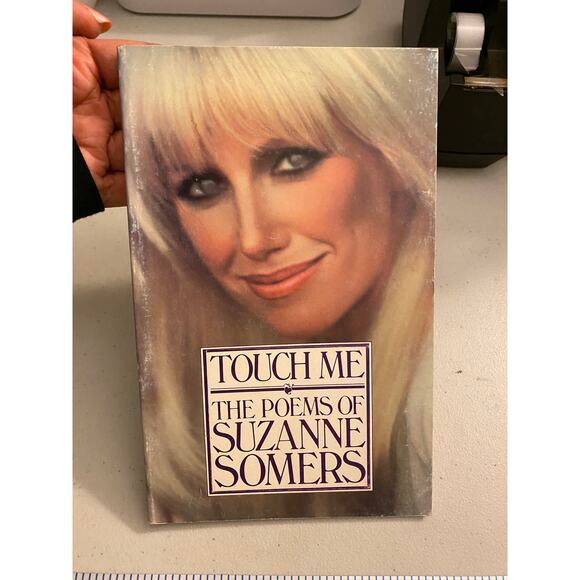 TOUCH ME
THE POEMS OF
SUZANNE
SOMERS